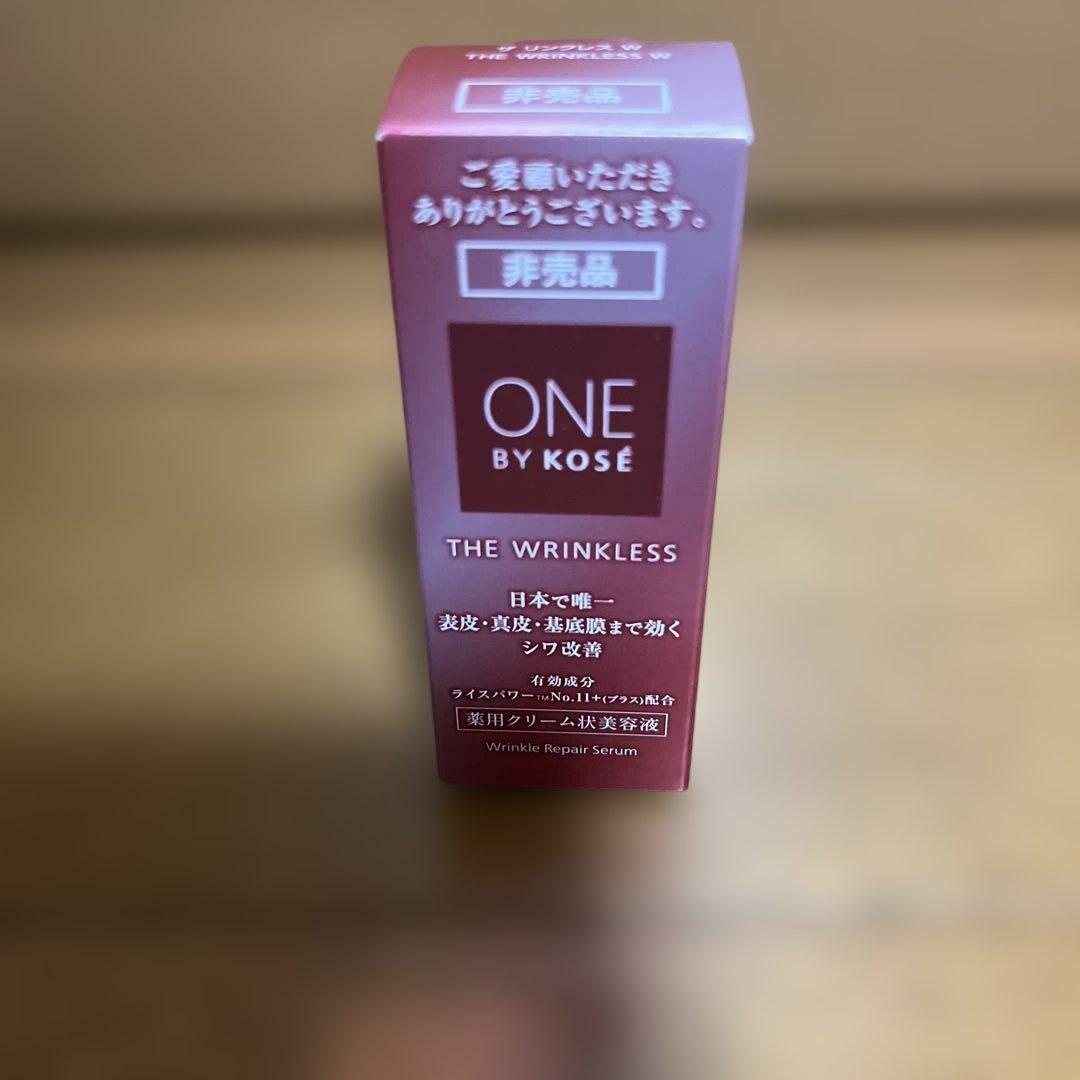 ザ リンクレス W
THE WRINKLESS W
非売品
ご愛顧いただき
ありがとうございます。
非売品
ONE
BY KOSÉ
THE WRINKLESS
日本で唯一
表皮・真皮・基底膜まで効く
シワ改善
有効成分
ライスパワー™No.11+(プラス)配合
薬用クリーム状美容液
Wrinkle Repair Serum